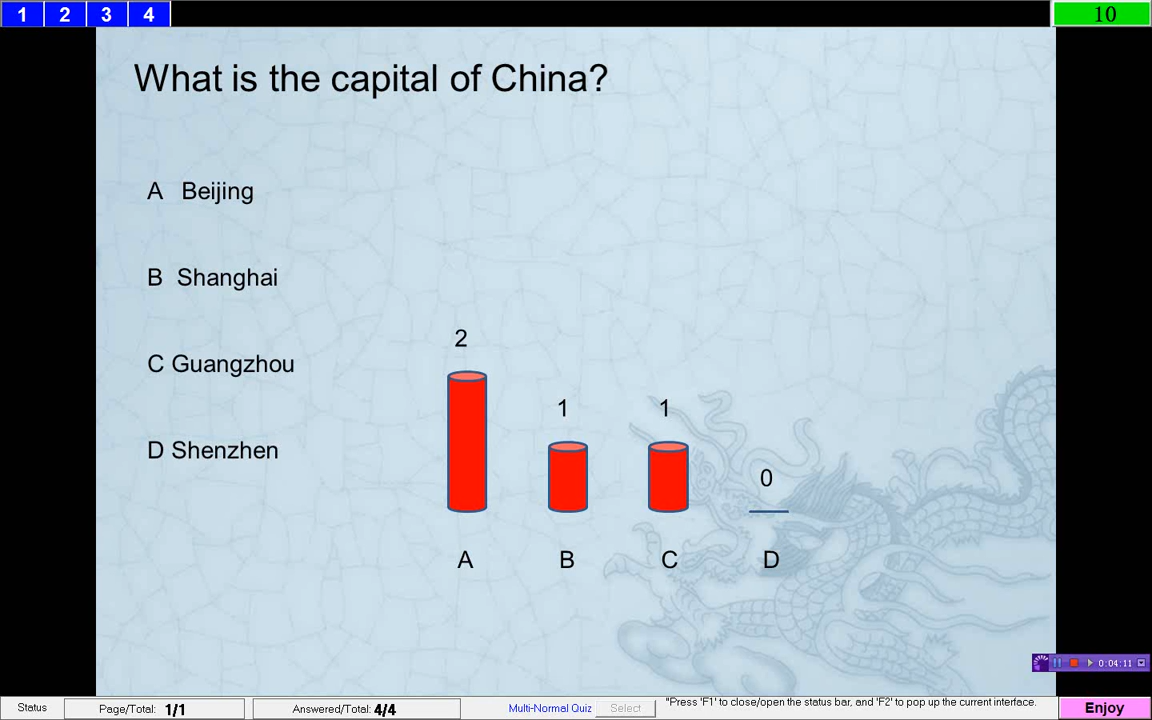 1 2 3 4
10
What is the capital of China?
A Beijing
B Shanghai
C Guangzhou
D Shenzhen
2
1 1
0
A B C D
0:04:11
Status Page/Total: 1/1 Answered/Total: 4/4 Multi-Normal Quiz Select "Press 'F1' to close/open the status bar, and 'F2' to pop up the current interface. Enjoy